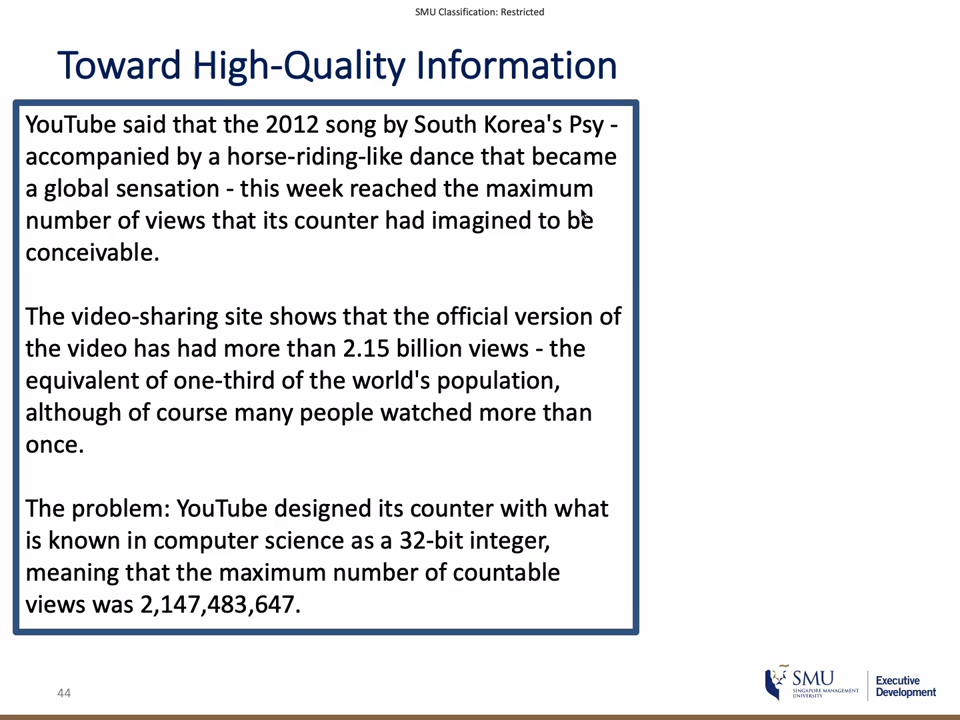 SMU Classification: Restricted
Toward High-Quality Information
YouTube said that the 2012 song by South Korea's Psy -
accompanied by a horse-riding-like dance that became
a global sensation - this week reached the maximum
number of views that its counter had imagined to be
conceivable.
The video-sharing site shows that the official version of
the video has had more than 2.15 billion views - the
equivalent of one-third of the world's population,
although of course many people watched more than
once.
The problem: YouTube designed its counter with what
is known in computer science as a 32-bit integer,
meaning that the maximum number of countable
views was 2,147,483,647.
44
SMU
SINGAPORE MANAGEMENT
UNIVERSITY
Executive
Development